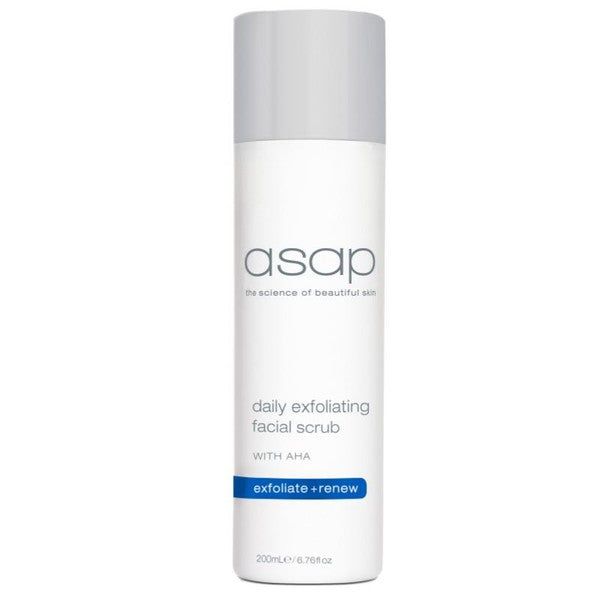 asap
the science of beautiful skin
daily exfoliating
facial scrub
WITH AHA
exfoliate+renew
200mL℮/6.76fl oz